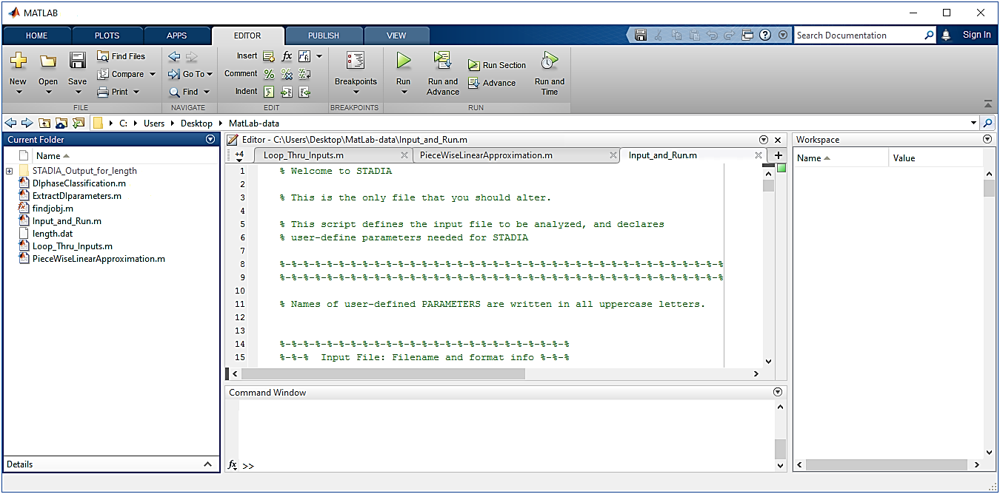 MATLAB
HOME PLOTS APPS EDITOR PUBLISH VIEW Search Documentation Sign In
New Open Save Find Files Compare Print
FILE
Go To Find
NAVIGATE
Insert fx
Comment % %
Indent
EDIT
Breakpoints
BREAKPOINTS
Run Run and Advance Run Section Advance Run and Time
RUN
C: Users Desktop MatLab-data
Current Folder
Name
STADIA_Output_for_length
DIphaseClassification.m
ExtractDIparameters.m
findjobj.m
Input_and_Run.m
length.dat
Loop_Thru_Inputs.m
PieceWiseLinearApproximation.m
Details
Editor - C:\Users\Desktop\MatLab-data\Input_and_Run.m
+4 Loop_Thru_Inputs.m PieceWiseLinearApproximation.m Input_and_Run.m
1 % Welcome to STADIA
2
3 % This is the only file that you should alter.
4
5 % This script defines the input file to be analyzed, and declares
6 % user-define parameters needed for STADIA
7
8 %-%-%-%-%-%-%-%-%-%-%-%-%-%-%-%-%-%-%-%-%-%-%-%-%-%-%-%-%-%-%-%-%-%-%-%-%-%
9 %-%-%-%-%-%-%-%-%-%-%-%-%-%-%-%-%-%-%-%-%-%-%-%-%-%-%-%-%-%-%-%-%-%-%-%-%-%
10
11 % Names of user-defined PARAMETERS are written in all uppercase letters.
12
13
14 %-%-%-%-%-%-%-%-%-%-%-%-%-%-%-%-%-%-%-%-%-%-%-%-%
15 %-%-% Input File: Filename and format info %-%-%
Command Window
fx >>
Workspace
Name Value